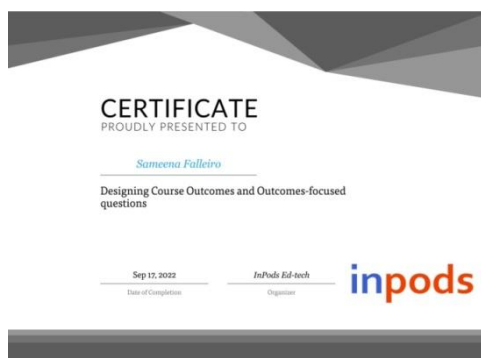 CERTIFICATE
PROUDLY PRESENTED TO
Sameena Falleiro
Designing Course Outcomes and Outcomes-focused
questions
Sep 17, 2022
InPods Ed-tech
Date of Completion
Organiser
inpods